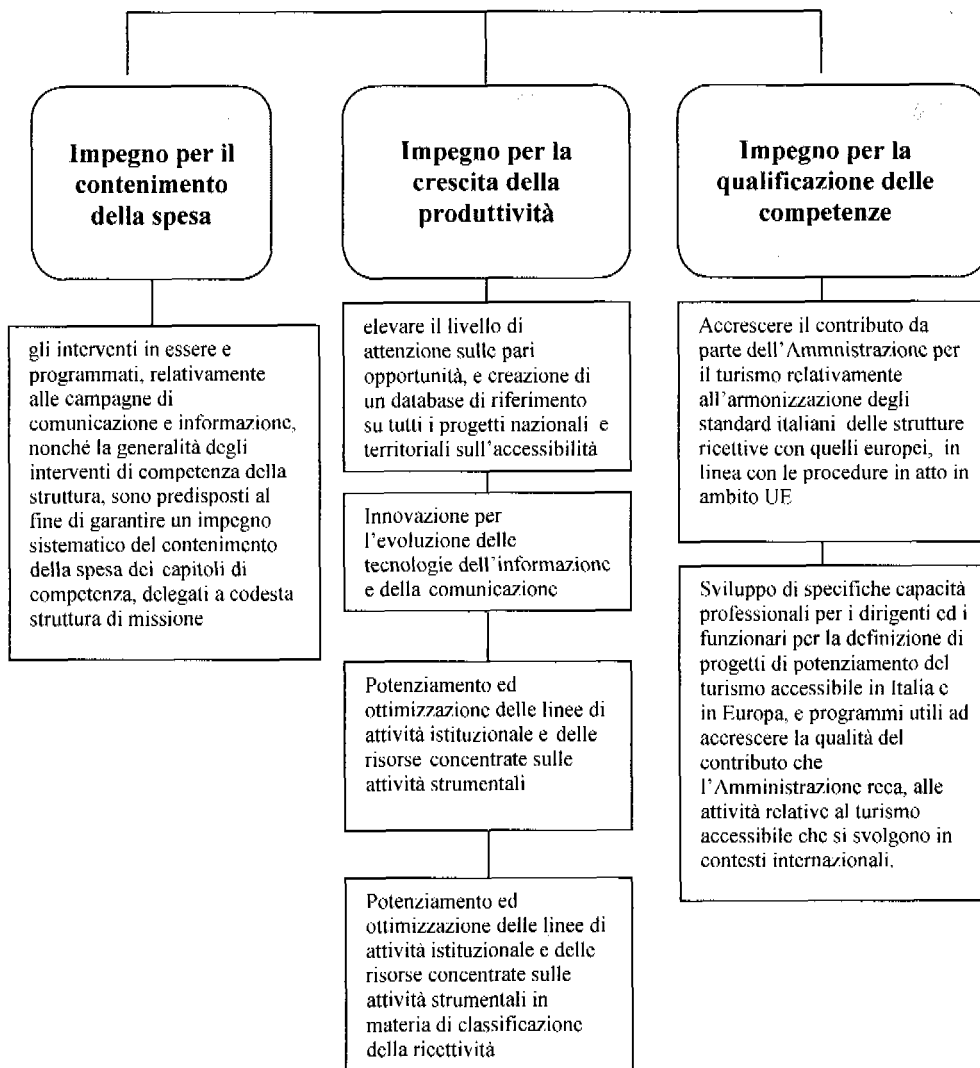 Impegno per il
contenimento
della spesa
gli interventi in essere e
programmati, relativamente
alle campagne di
comunicazione e informazione,
nonché la generalità degli
interventi di competenza della
struttura, sono predisposti al
fine di garantire un impegno
sistematico del contenimento
della spesa dei capitoli di
competenza, delegati a codesta
struttura di missione
Impegno per la
crescita della
produttività
elevare il livello di
attenzione sulle pari
opportunità, e creazione di
un database di riferimento
su tutti i progetti nazionali e
territoriali sull'accessibilità
Innovazione per
l'evoluzione delle
tecnologie dell'informazione
e della comunicazione
Potenziamento ed
ottimizzazione delle linee di
attività istituzionale e delle
risorse concentrate sulle
attività strumentali
Potenziamento ed
ottimizzazione delle linee di
attività istituzionale e delle
risorse concentrate sulle
attività strumentali in
materia di classificazione
della ricettività
Impegno per la
qualificazione delle
competenze
Accrescere il contributo da
parte dell'Ammnistrazione per
il turismo relativamente
all'armonizzazione degli
standard italiani delle strutture
ricettive con quelli europei, in
linea con le procedure in atto in
ambito UE
Sviluppo di specifiche capacità
professionali per i dirigenti ed i
funzionari per la definizione di
progetti di potenziamento del
turismo accessibile in Italia e
in Europa, e programmi utili ad
accrescere la qualità del
contributo che
l'Amministrazione reca, alle
attività relative al turismo
accessibile che si svolgono in
contesti internazionali.